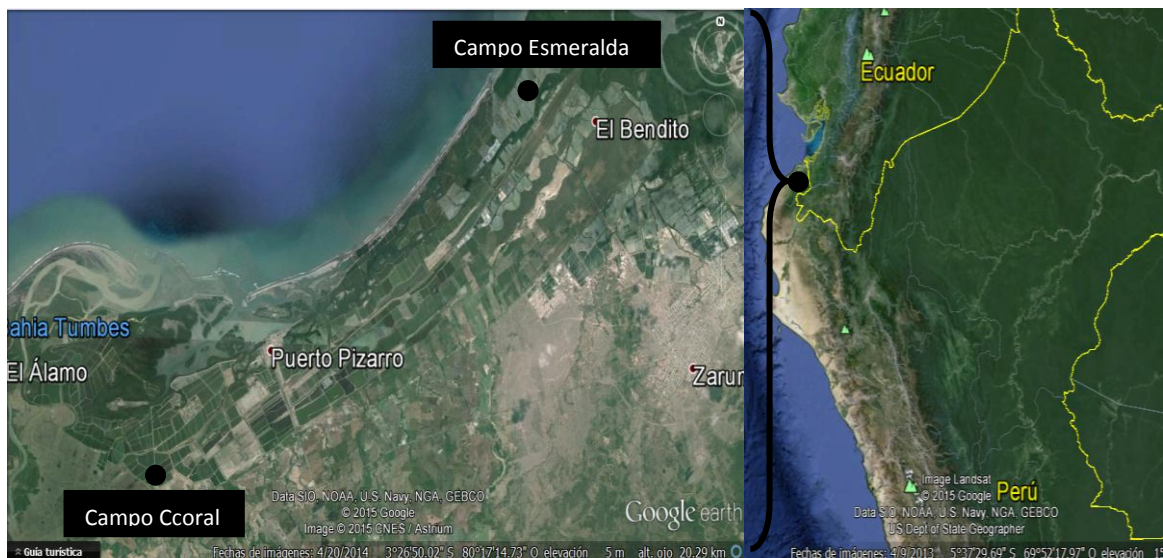 Campo Esmeralda
El Bendito
ahia Tumbes
El Álamo
Puerto Pizarro
Zarur
Campo Ccoral
Data SIO, NOAA, U.S. Navy, NGA, GEBCO
© 2015 Google
Image © 2015 CNES / Astrium
Google earth
Guía turística
Fechas de imágenes: 4/20/2014 3°26'50.02" S 80°17'14.73" O elevación 5 m alt. ojo 20.29 km
N
Ecuador
Perú
Image Landsat
© 2015 Google
Data SIO, NOAA, U.S. Navy, NGA, GEBCO
US Dept of State Geographer
Fechas de imágenes: 4/9/2013 5°37'29.69" S 69°52'17.97" O elevación